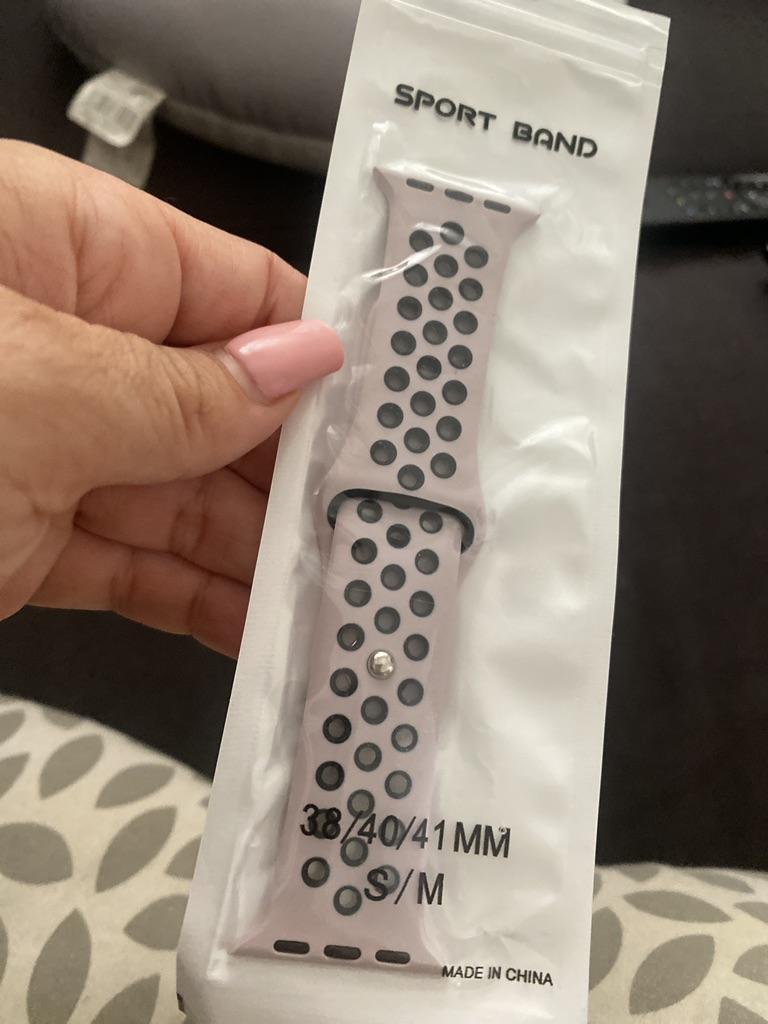 SPORT BAND
38/40/41MM
S/M
MADE IN CHINA